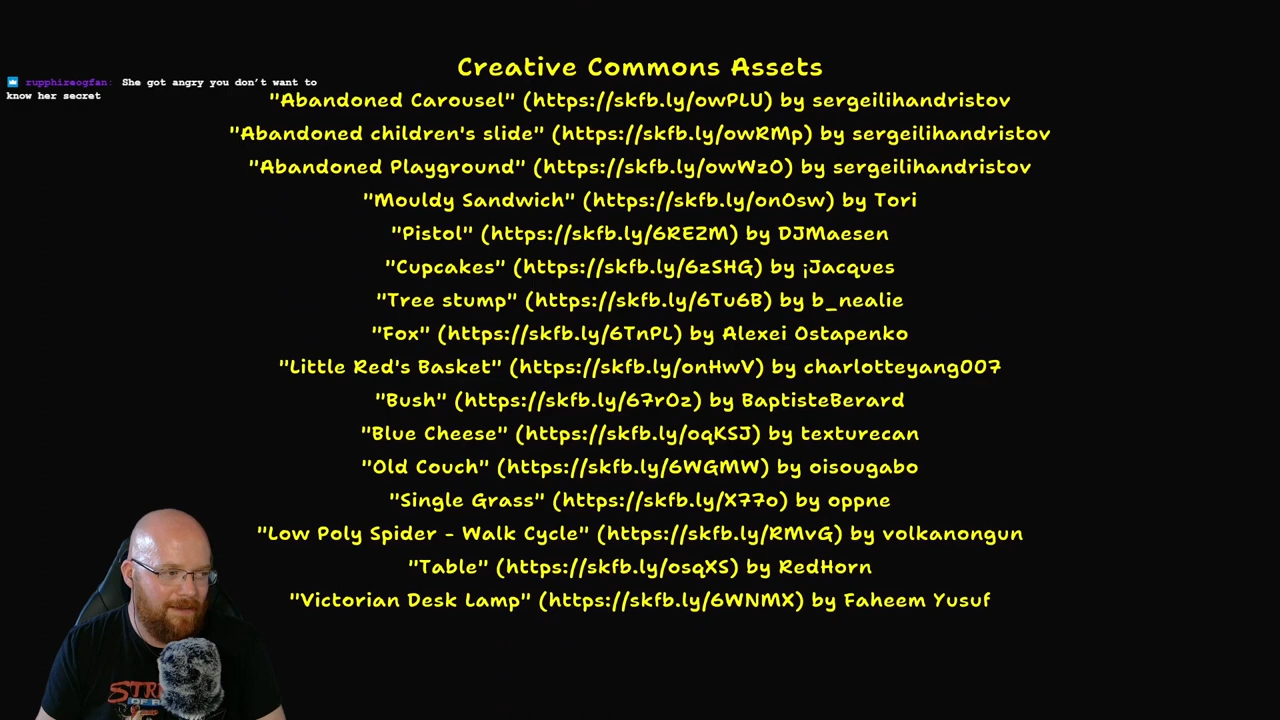 Creative Commons Assets
rupphireogfan: She got angry you don't want to
know her secret
"Abandoned Carousel" (https://skfb.ly/owPLU) by sergeilihandristov
"Abandoned children's slide" (https://skfb.ly/owRMp) by sergeilihandristov
"Abandoned Playground" (https://skfb.ly/owWzO) by sergeilihandristov
"Mouldy Sandwich" (https://skfb.ly/onOsw) by Tori
"Pistol" (https://skfb.ly/6REZM) by DJMaesen
"Cupcakes" (https://skfb.ly/6zSHG) by ¡Jacques
"Tree stump" (https://skfb.ly/6Tu6B) by b_nealie
"Fox" (https://skfb.ly/6TnPL) by Alexei Ostapenko
"Little Red's Basket" (https://skfb.ly/onHwV) by charlotteyang007
"Bush" (https://skfb.ly/67rOz) by BaptisteBerard
"Blue Cheese" (https://skfb.ly/oqKSJ) by texturecan
"Old Couch" (https://skfb.ly/6WGMW) by oisougabo
"Single Grass" (https://skfb.ly/X77o) by oppne
"Low Poly Spider - Walk Cycle" (https://skfb.ly/RMvG) by volkanongun
"Table" (https://skfb.ly/osqXS) by RedHorn
"Victorian Desk Lamp" (https://skfb.ly/6WNMX) by Faheem Yusuf